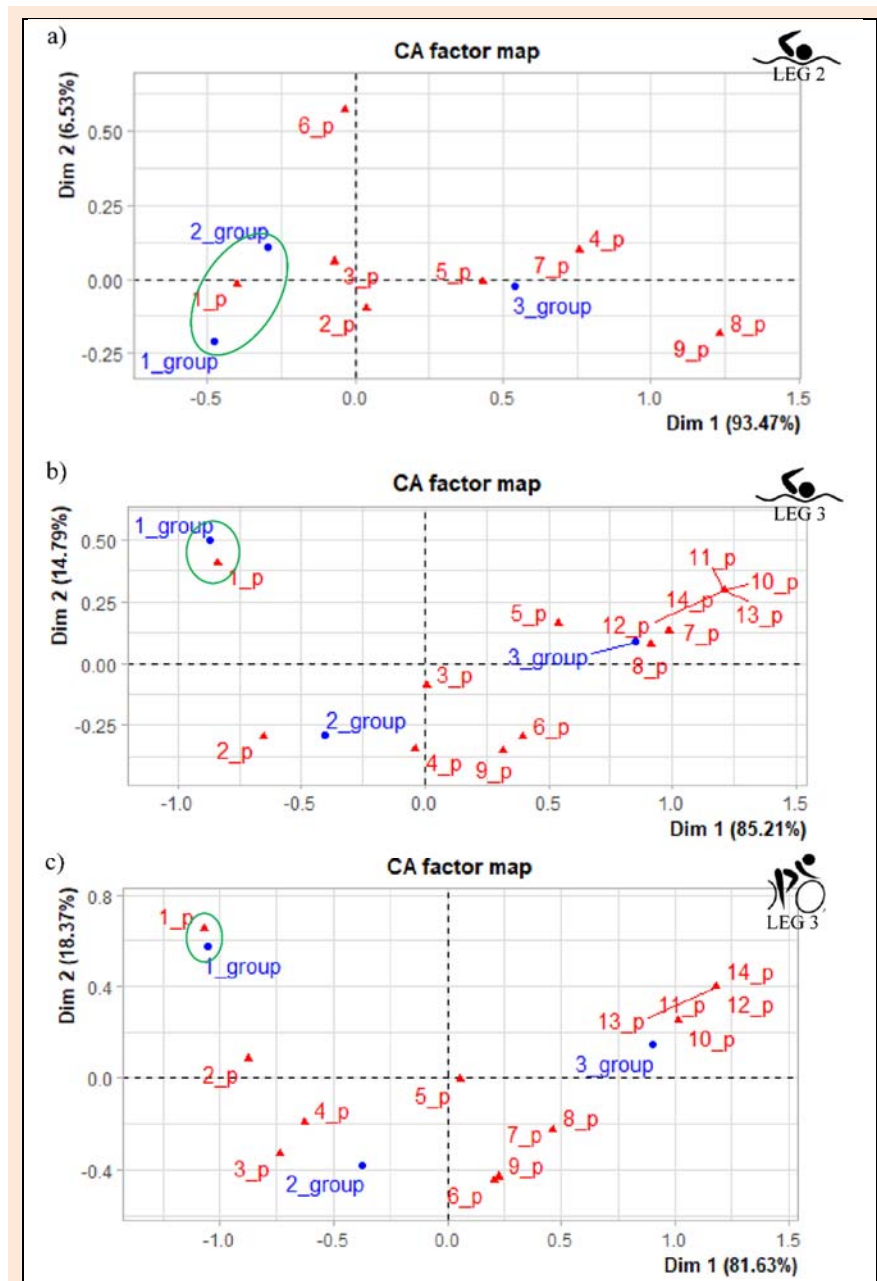 a)
CA factor map
LEG 2
Dim 2 (6.53%)
0.50
0.25
0.00
-0.25
6_p
2_group
4_p
1_p
3_p
5_p
7_p
3_group
2_p
8_p
1_group
9_p
-0.5
0.0
0.5
1.0
1.5
Dim 1 (93.47%)
b)
CA factor map
LEG 3
Dim 2 (14.79%)
0.50
0.25
0.00
-0.25
1_group
11_p
1_p
10_p
14_p
13_p
5_p
12_p
7_p
3_group
8_p
3_p
2_group
6_p
2_p
4_p
9_p
-1.0
-0.5
0.0
0.5
1.0
1.5
Dim 1 (85.21%)
c)
CA factor map
LEG 3
Dim 2 (18.37%)
0.8
0.4
0.0
-0.4
1_p
1_group
14_p
11_p
12_p
13_p
10_p
3_group
2_p
5_p
4_p
8_p
7_p
3_p
9_p
2_group
6_p
-1.0
-0.5
0.0
0.5
1.0
1.5
Dim 1 (81.63%)